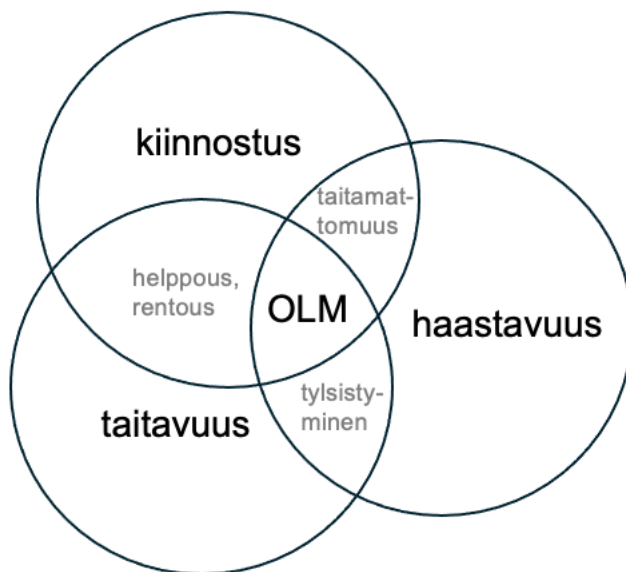 kiinnostus
taitamat-
tomuus
helppous,
rentous
OLM
haastavuus
tylsisty-
minen
taitavuus